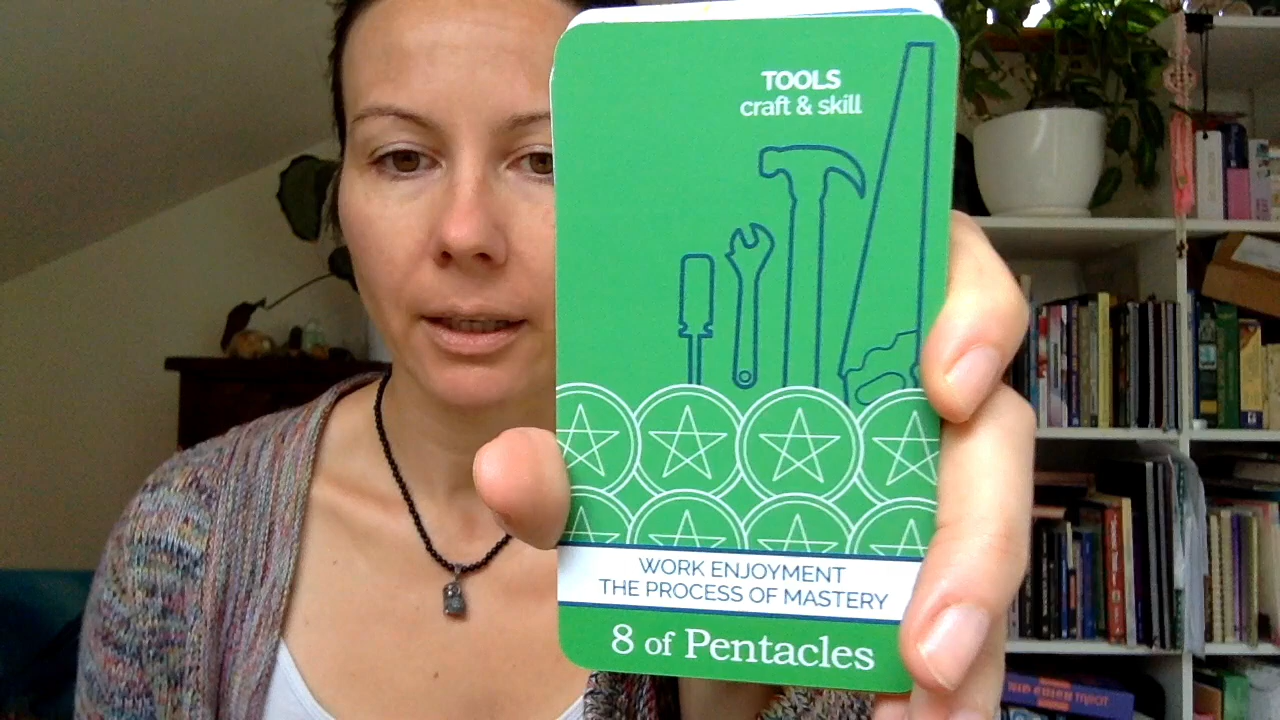 TOOLS
craft & skill
WORK ENJOYMENT
THE PROCESS OF MASTERY
8 of Pentacles